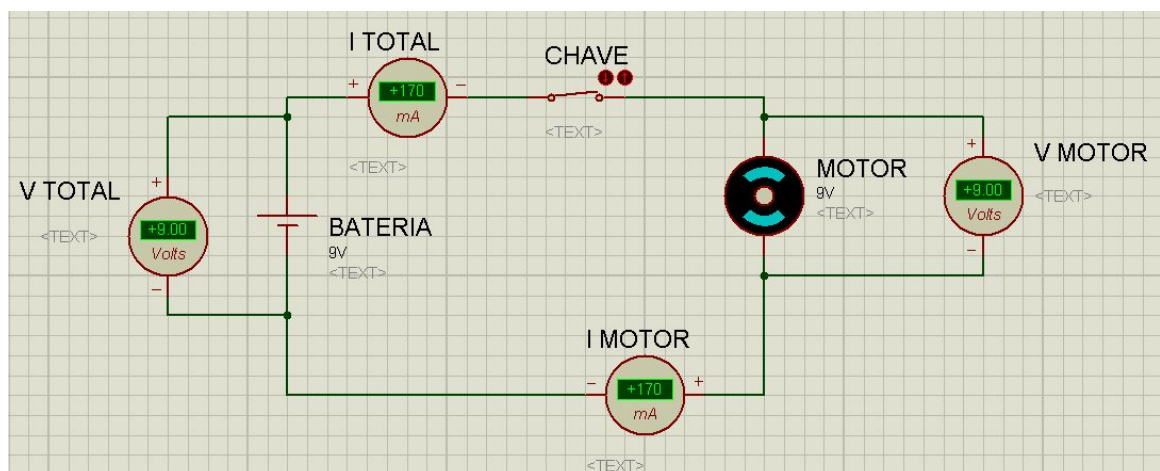 I TOTAL
+ +170 −
mA
<TEXT>
CHAVE
<TEXT>
V TOTAL
<TEXT>
+
+9.00
Volts
−
BATERIA
9V
<TEXT>
MOTOR
9V
<TEXT>
+
+9.00
Volts
−
V MOTOR
<TEXT>
I MOTOR
− +170 +
mA
<TEXT>